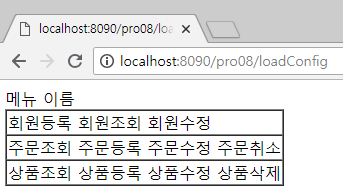 localhost:8090/pro08/loa
localhost:8090/pro08/loadConfig
메뉴 이름
회원등록 회원조회 회원수정
주문조회 주문등록 주문수정 주문취소
상품조회 상품등록 상품수정 상품삭제